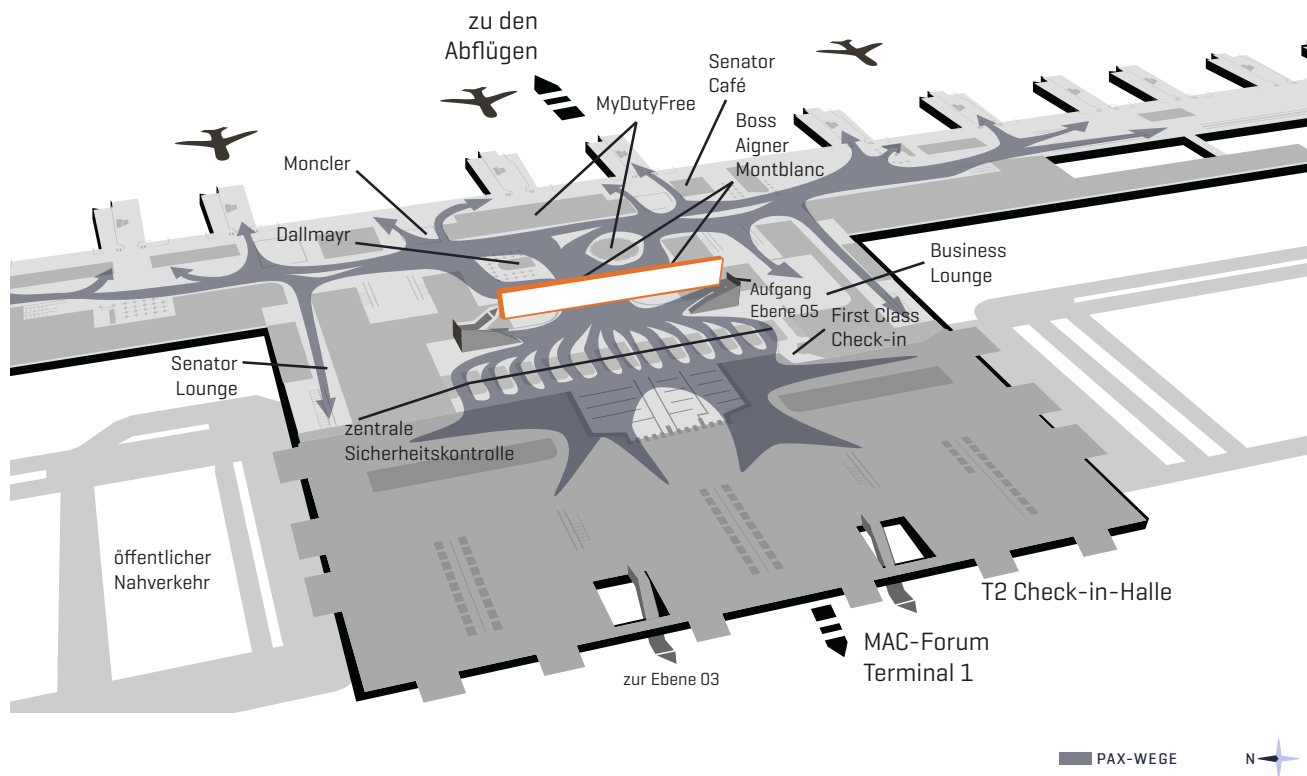 zu den
Abflügen
Senator
Café
MyDutyFree
Boss
Aigner
Montblanc
Moncler
Dallmayr
Business
Lounge
Aufgang
Ebene 05
First Class
Check-in
Senator
Lounge
zentrale
Sicherheitskontrolle
öffentlicher
Nahverkehr
T2 Check-in-Halle
MAC-Forum
Terminal 1
zur Ebene 03
PAX-WEGE
N